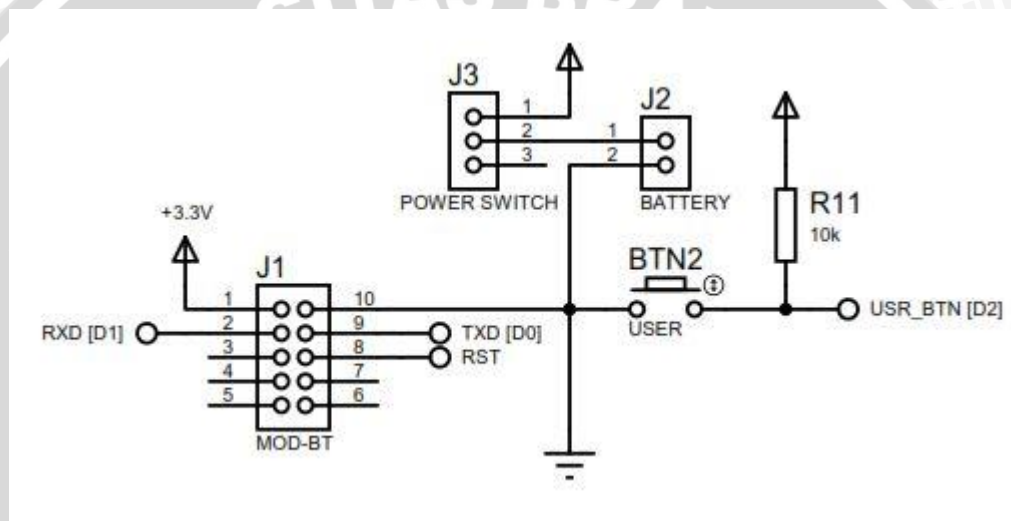 J3
1
2
3
POWER SWITCH
J2
1
2
BATTERY
R11
10k
+3.3V
J1
1
2
3
4
5
10
9
8
7
6
MOD-BT
RXD [D1]
TXD [D0]
RST
BTN2
USER
USR_BTN [D2]